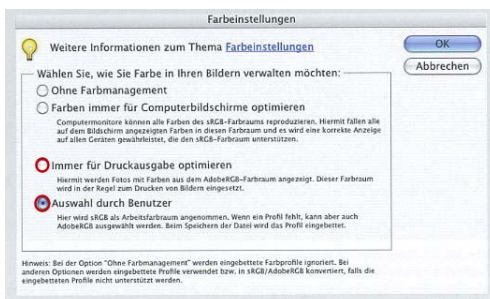 Farbeinstellungen
Weitere Informationen zum Thema Farbeinstellungen
OK
Abbrechen
Wählen Sie, wie Sie Farbe in Ihren Bildern verwalten möchten:
Ohne Farbmanagement
Farben immer für Computerbildschirme optimieren
Computermonitore können alle Farben des sRGB-Farbraums reproduzieren. Hiermit fallen alle
auf dem Bildschirm angezeigten Farben in diesen Farbraum und es wird eine korrekte Anzeige
auf allen Geräten gewährleistet, die den sRGB-Farbraum unterstützen.
Immer für Druckausgabe optimieren
Hiermit werden Fotos mit Farben aus dem AdobeRGB-Farbraum angezeigt. Dieser Farbraum
wird in der Regel zum Drucken von Bildern eingesetzt.
Auswahl durch Benutzer
Hier wird sRGB als Arbeitsfarbraum angenommen. Wenn ein Profil fehlt, kann aber auch
AdobeRGB ausgewählt werden. Beim Speichern der Datei wird das Profil eingebettet.
Hinweis: Bei der Option "Ohne Farbmanagement" werden eingebettete Farbprofile ignoriert. Bei
anderen Optionen werden eingebettete Profile verwendet bzw. in sRGB/AdobeRGB konvertiert, falls die
eingebetteten Profile nicht unterstützt werden.